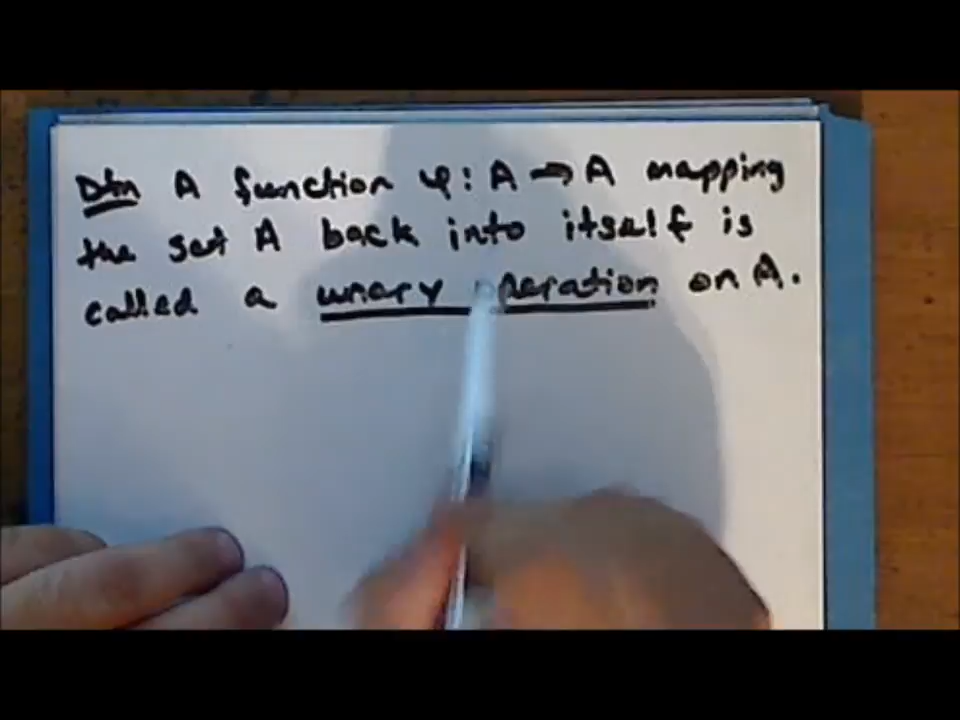 Dfn A function φ: A → A mapping
the set A back into itself is
called a unary operation on A.